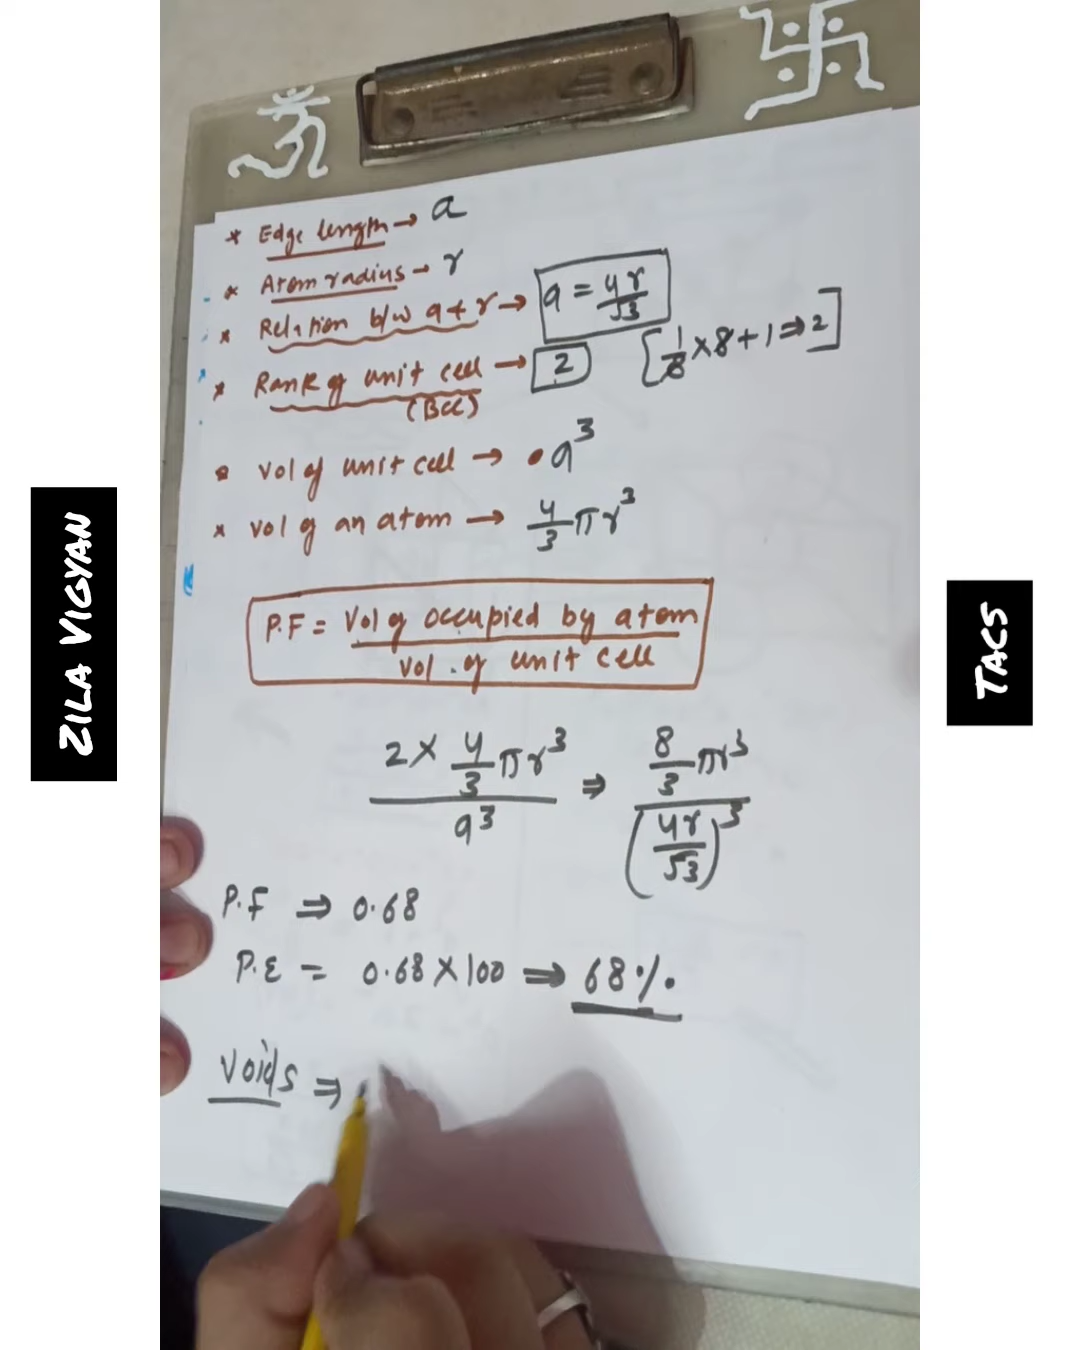 ॐ
* Edge length → a
* Atom radius → r
* Relation b/w a & r → a = 4r/√3
* Rank of unit cell → 2 [1/8 × 8 + 1 ⇒ 2]
(BCC)
* Vol of unit cell → a³
* Vol of an atom → 4/3 πr³
P.F = Vol of occupied by atom
vol. of unit cell
2 × 4/3 πr³ / a³ ⇒ 8/3 πr³ / (4r/√3)³
P.F ⇒ 0.68
P.E = 0.68 × 100 ⇒ 68%
Voids ⇒
ZILA VIGYAN
TACS